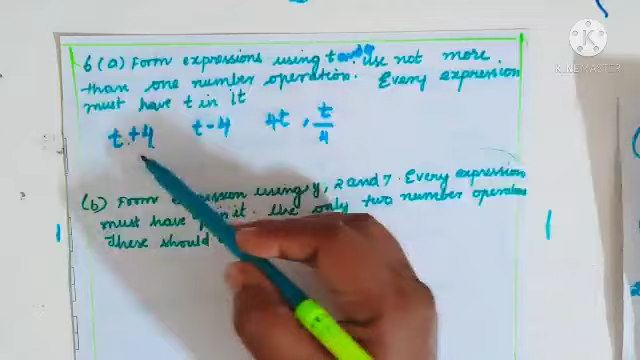 6 (a) Form expressions using t and 4. Use not more
than one number operation. Every expression
must have t in it
t + 4 t - 4 4t , t/4
(b) Form expression using y, 2 and 7. Every expression
must have y in it. Use only two number operations
These should
KINEMASTER